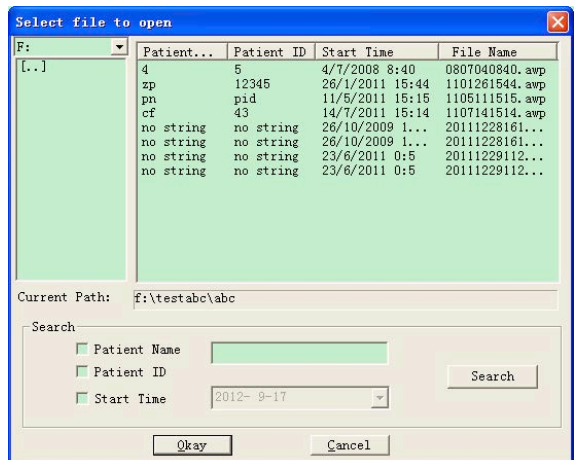 Select file to open
F:
[..]
Patient... Patient ID Start Time File Name
4 5 4/7/2008 8:40 0807040840.awp
zp 12345 26/1/2011 15:44 1101261544.awp
pn pid 11/5/2011 15:15 1105111515.awp
cf 43 14/7/2011 15:14 1107141514.awp
no string no string 26/10/2009 1... 20111228161...
no string no string 26/10/2009 1... 20111228161...
no string no string 23/6/2011 0:5 20111229112...
no string no string 23/6/2011 0:5 20111229112...
Current Path: f:\testabc\abc
Search
Patient Name
Patient ID
Search
Start Time 2012- 9-17
Okay Cancel